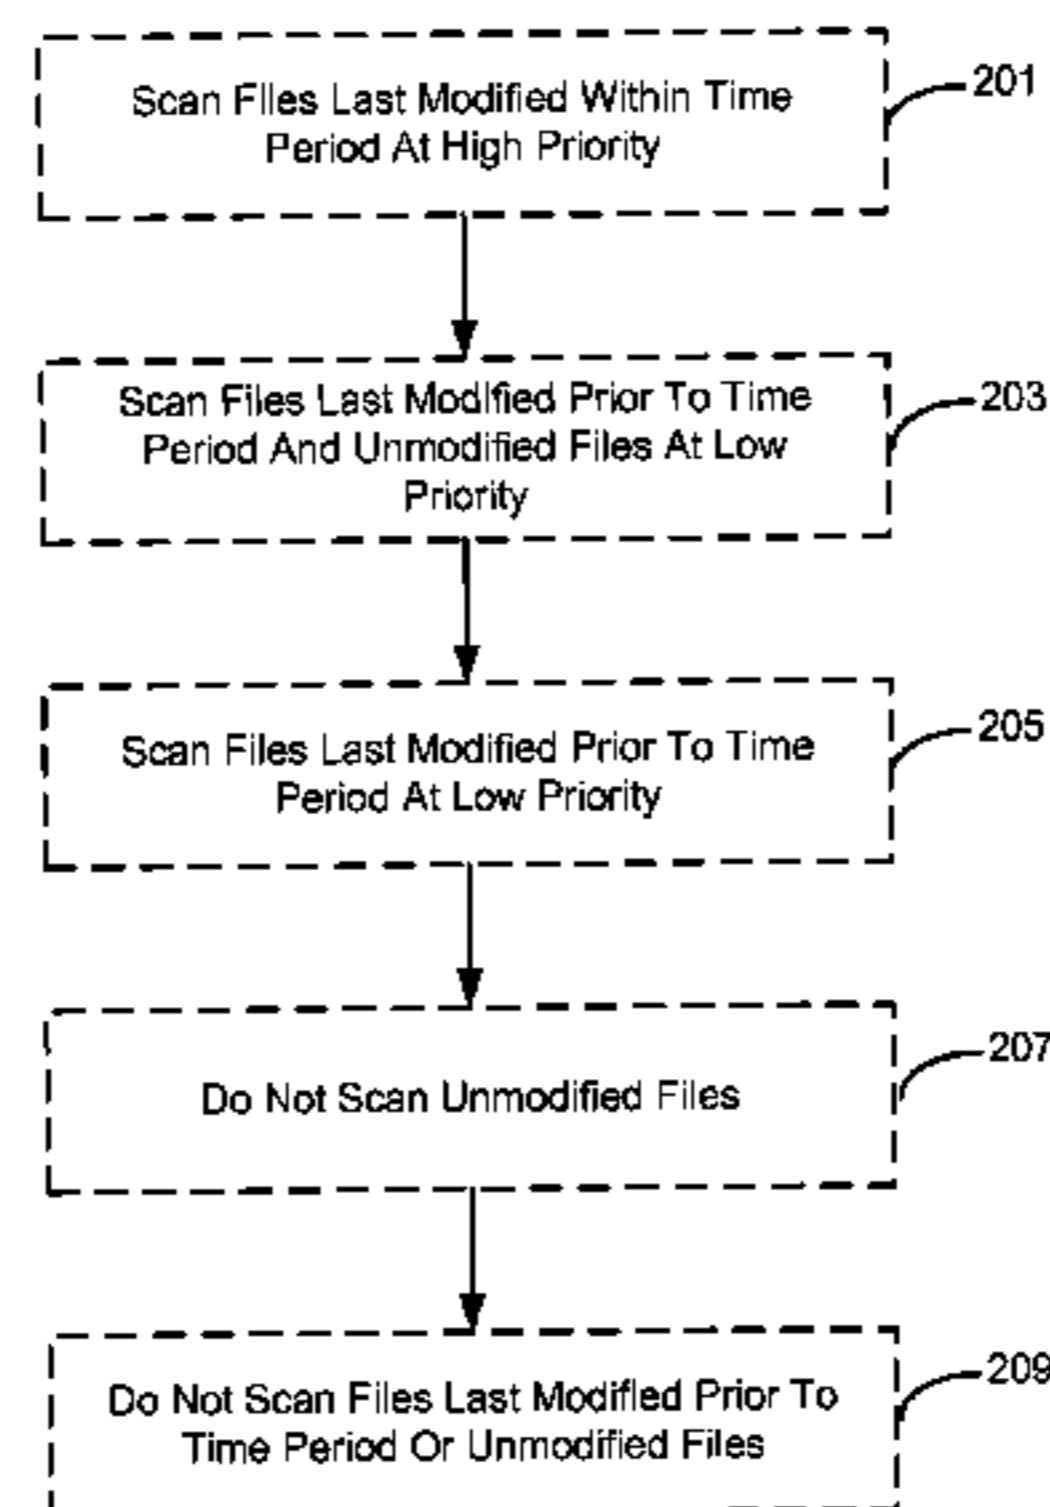 Scan Files Last Modified Within Time
Period At High Priority
201
Scan Files Last Modified Prior To Time
Period And Unmodified Files At Low
Priority
203
Scan Files Last Modified Prior To Time
Period At Low Priority
205
Do Not Scan Unmodified Files
207
Do Not Scan Files Last Modified Prior To
Time Period Or Unmodified Files
209